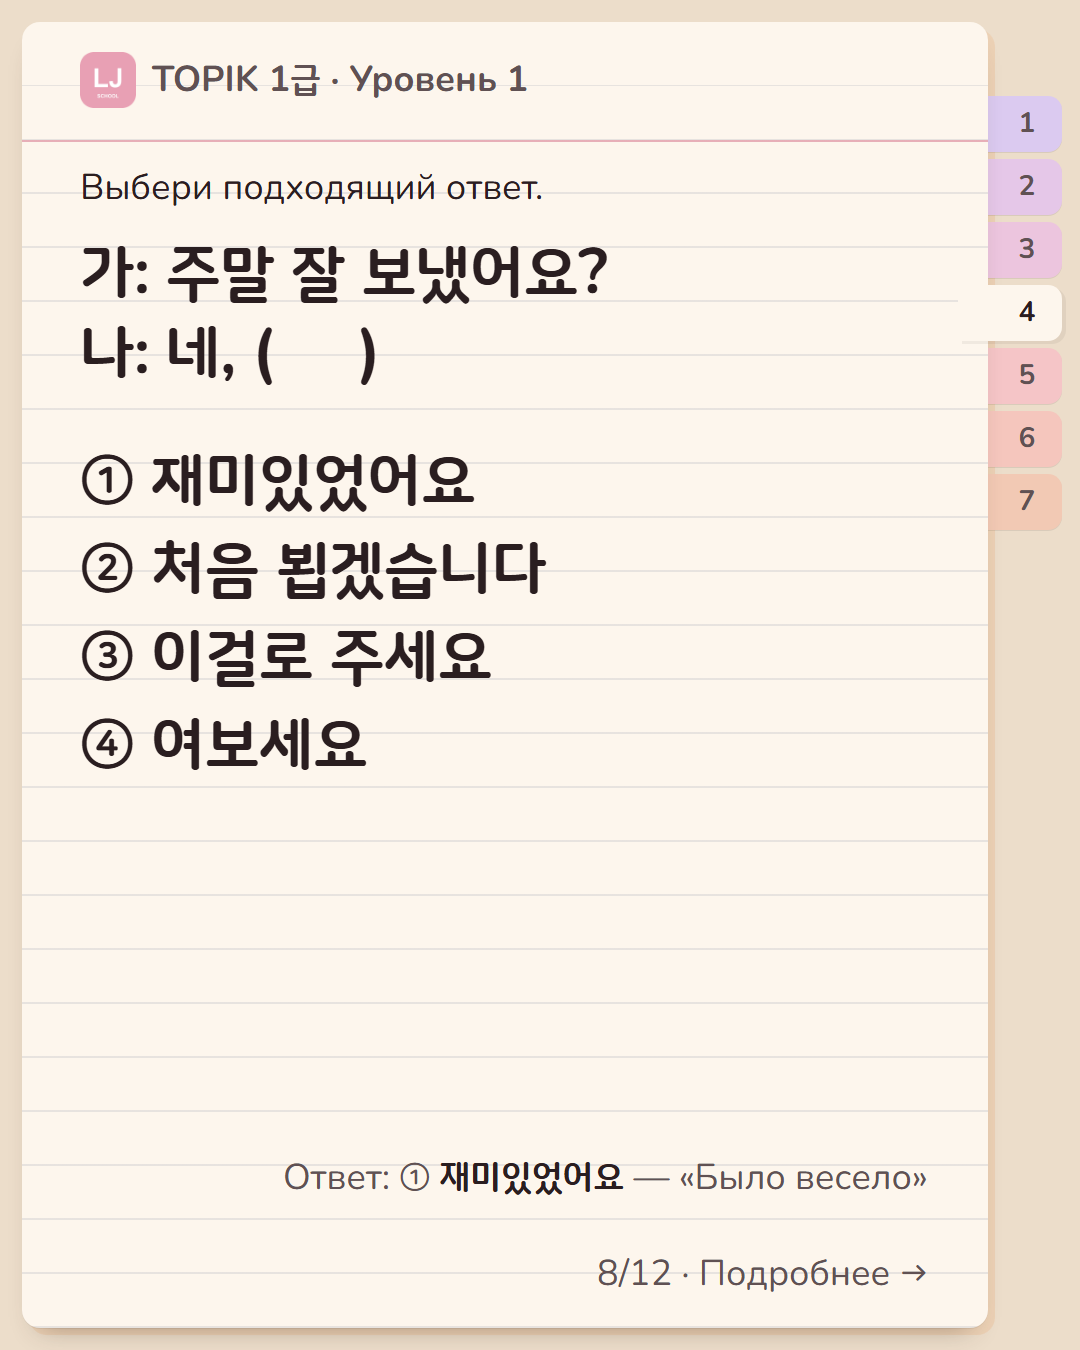 LJ
SCHOOL
TOPIK 1급 · Уровень 1
Выбери подходящий ответ.
가: 주말 잘 보냈어요?
나: 네, (     )
① 재미있었어요
② 처음 뵙겠습니다
③ 이걸로 주세요
④ 여보세요
Ответ: ① 재미있었어요 — «Было весело»
8/12 · Подробнее →
1
2
3
4
5
6
7